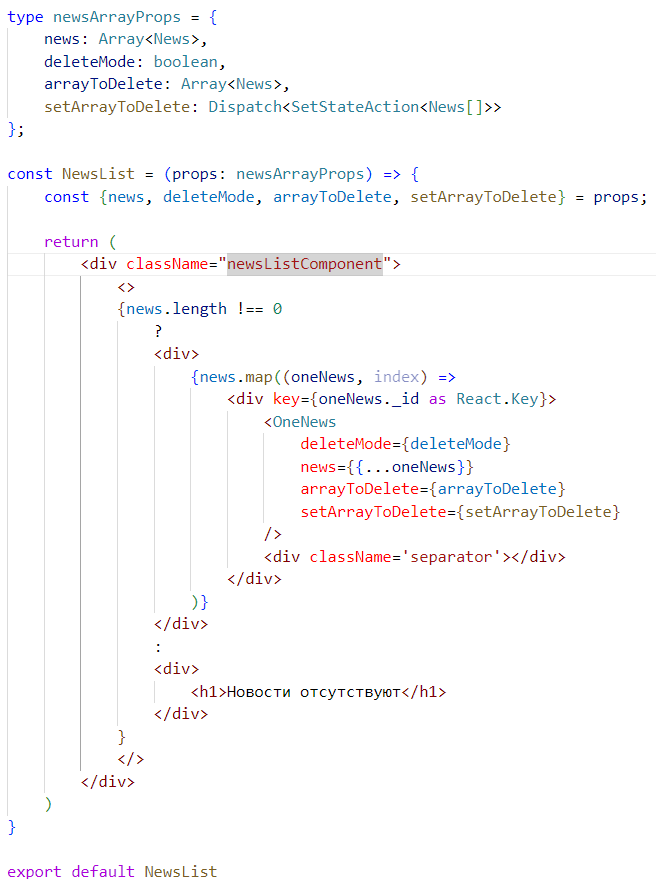 type newsArrayProps = {
    news: Array<News>,
    deleteMode: boolean,
    arrayToDelete: Array<News>,
    setArrayToDelete: Dispatch<SetStateAction<News[]>>
};

const NewsList = (props: newsArrayProps) => {
    const {news, deleteMode, arrayToDelete, setArrayToDelete} = props;

    return (
        <div className="newsListComponent">
            <>
            {news.length !== 0
                ?
                <div>
                    {news.map((oneNews, index) =>
                        <div key={oneNews._id as React.Key}>
                            <OneNews
                                deleteMode={deleteMode}
                                news={{...oneNews}}
                                arrayToDelete={arrayToDelete}
                                setArrayToDelete={setArrayToDelete}
                            />
                            <div className='separator'></div>
                        </div>
                    )}
                </div>
                :
                <div>
                    <h1>Новости отсутствуют</h1>
                </div>
            }
            </>
        </div>
    )
}

export default NewsList